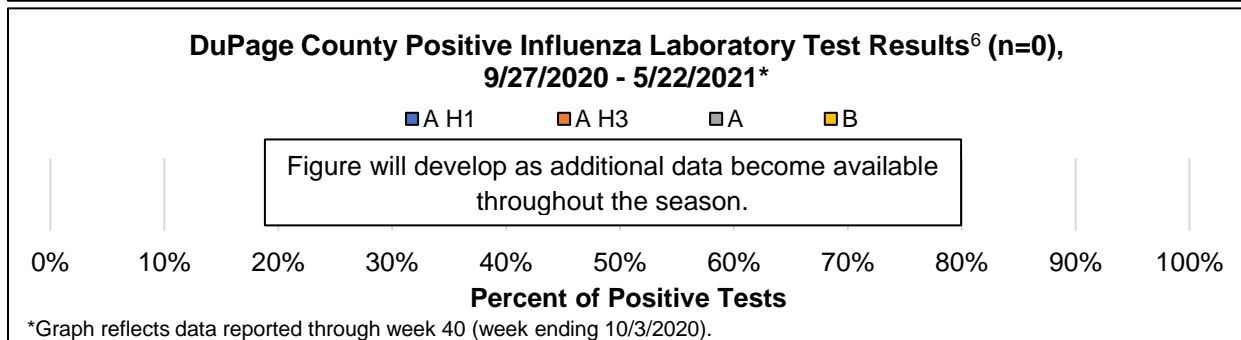 DuPage County Positive Influenza Laboratory Test Results⁶ (n=0),
9/27/2020 - 5/22/2021*
A H1 A H3 A B
Figure will develop as additional data become available
throughout the season.
0% 10% 20% 30% 40% 50% 60% 70% 80% 90% 100%
Percent of Positive Tests
*Graph reflects data reported through week 40 (week ending 10/3/2020).